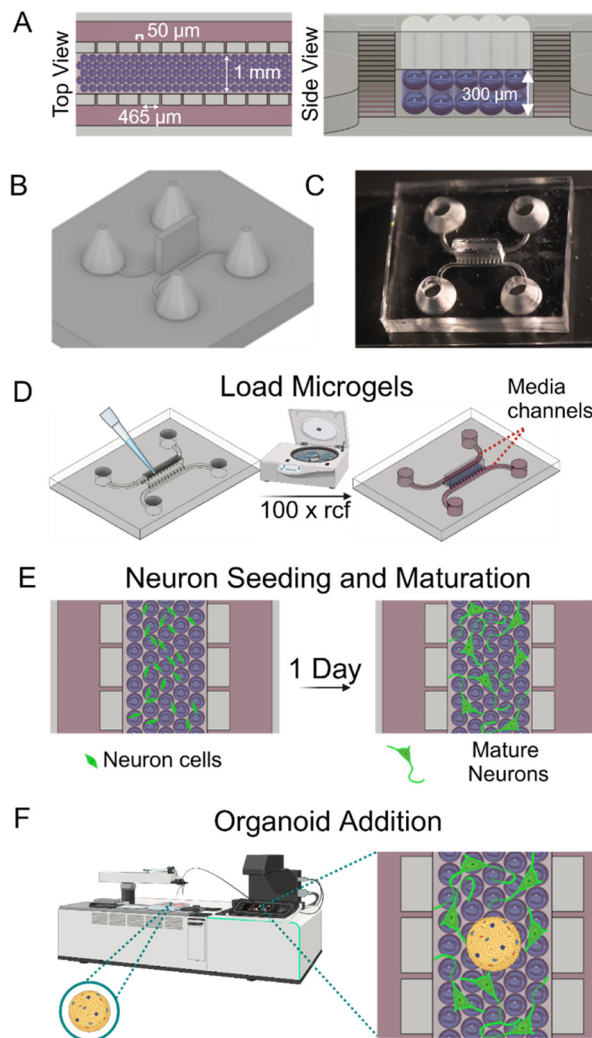 A
Top View
50 µm
1 mm
465 µm
Side View
300 µm
B
C
D
Load Microgels
Media
channels
100 x rcf
E
Neuron Seeding and Maturation
1 Day
Neuron cells
Mature
Neurons
F
Organoid Addition